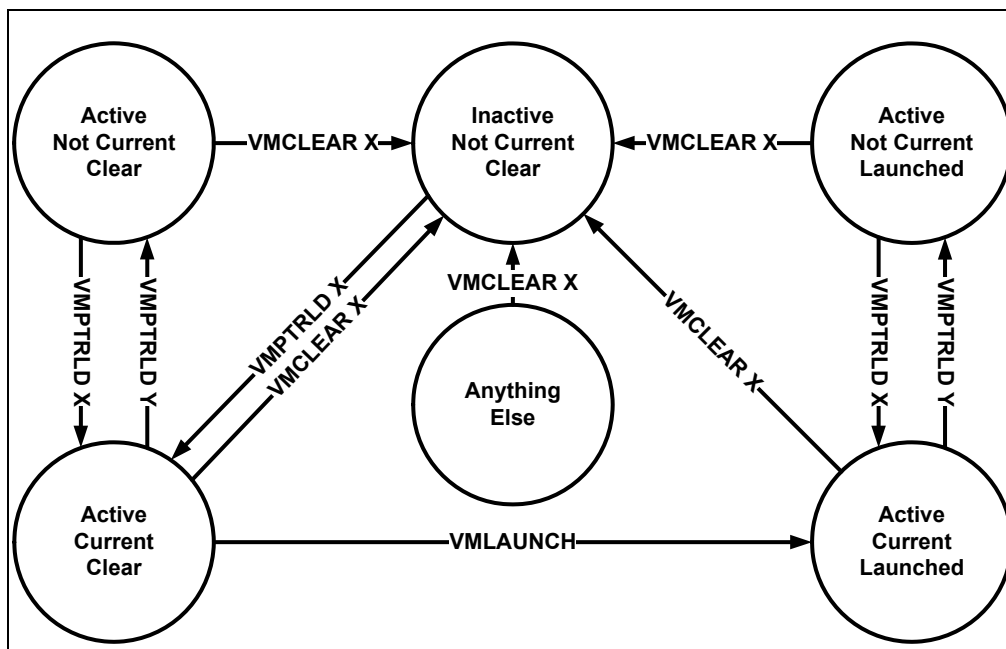 Active
Not Current
Clear
VMCLEAR X
Inactive
Not Current
Clear
VMCLEAR X
Active
Not Current
Launched
VMPTRLD X
VMPTRLD Y
VMPTRLD X
VMCLEAR X
VMCLEAR X
Anything
Else
VMCLEAR X
VMPTRLD X
VMPTRLD Y
Active
Current
Clear
VMLAUNCH
Active
Current
Launched